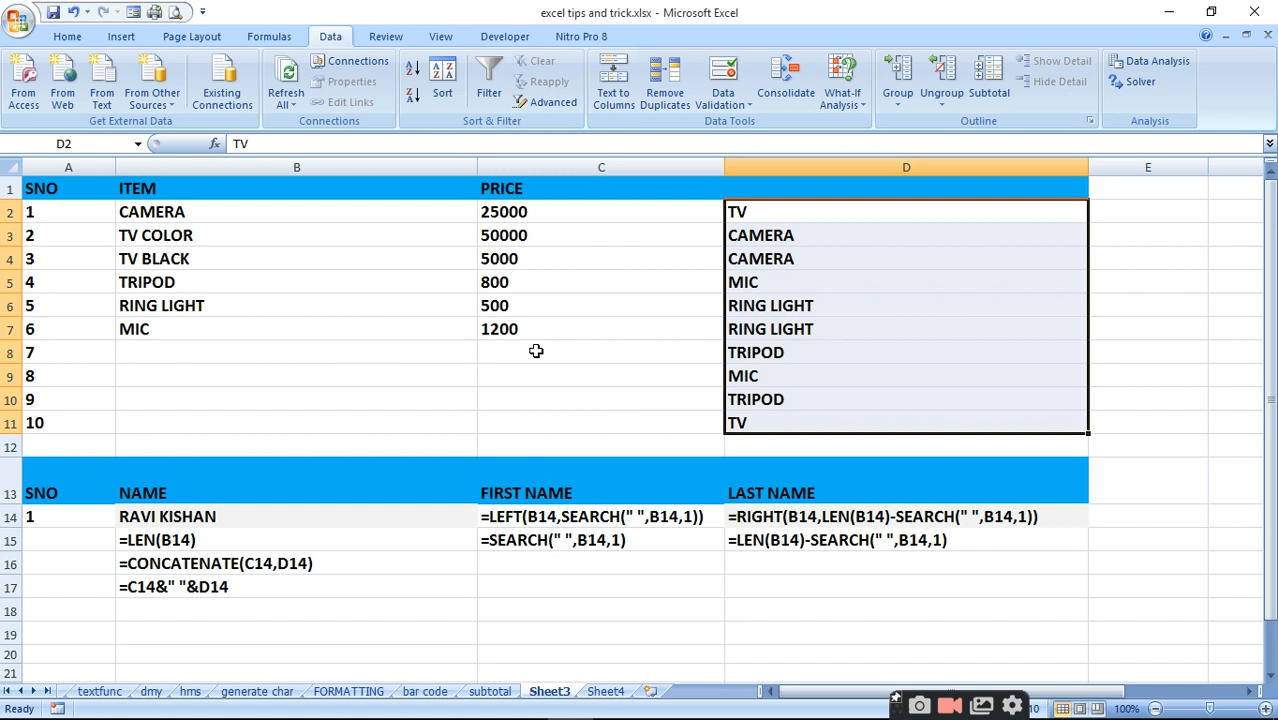 excel tips and trick.xlsx - Microsoft Excel
Home Insert Page Layout Formulas Data Review View Developer Nitro Pro 8
From Access
From Web
From Text
From Other Sources
Existing Connections
Get External Data
Refresh All
Connections
Properties
Edit Links
Connections
Sort
Filter
Clear
Reapply
Advanced
Sort & Filter
Text to Columns
Remove Duplicates
Data Validation
Consolidate
What-If Analysis
Data Tools
Group
Ungroup
Subtotal
Show Detail
Hide Detail
Outline
Data Analysis
Solver
Analysis
D2 fx TV
A B C D E
1 SNO ITEM PRICE
2 1 CAMERA 25000 TV
3 2 TV COLOR 50000 CAMERA
4 3 TV BLACK 5000 CAMERA
5 4 TRIPOD 800 MIC
6 5 RING LIGHT 500 RING LIGHT
7 6 MIC 1200 RING LIGHT
8 7 TRIPOD
9 8 MIC
10 9 TRIPOD
11 10 TV
12
13 SNO NAME FIRST NAME LAST NAME
14 1 RAVI KISHAN =LEFT(B14,SEARCH(" ",B14,1)) =RIGHT(B14,LEN(B14)-SEARCH(" ",B14,1))
15 =LEN(B14) =SEARCH(" ",B14,1) =LEN(B14)-SEARCH(" ",B14,1)
16 =CONCATENATE(C14,D14)
17 =C14&" "&D14
18
19
20
21
textfunc dmy hms generate char FORMATTING bar code subtotal Sheet3 Sheet4
Ready 10 100%